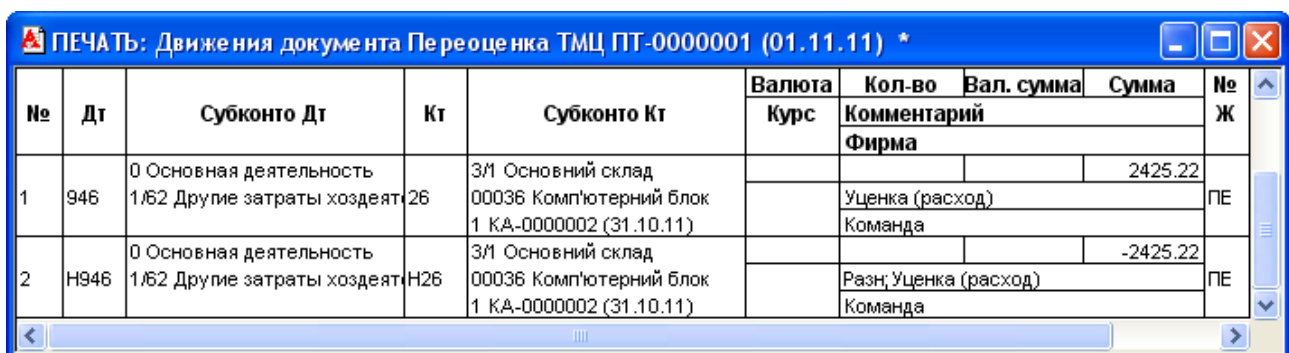 ПЕЧАТЬ: Движения документа Переоценка ТМЦ ПТ-0000001 (01.11.11) *
№ Дт Субконто Дт Кт Субконто Кт Валюта Кол-во Вал. сумма Сумма № Ж
Курс Комментарий
Фирма
1 946 0 Основная деятельность 26 3/1 Основний склад 2425.22 ПЕ
1/62 Другие затраты хоздеят 00036 Комп'ютерний блок Уценка (расход)
1 КА-0000002 (31.10.11) Команда
2 Н946 0 Основная деятельность Н26 3/1 Основний склад -2425.22 ПЕ
1/62 Другие затраты хоздеят 00036 Комп'ютерний блок Разн; Уценка (расход)
1 КА-0000002 (31.10.11) Команда